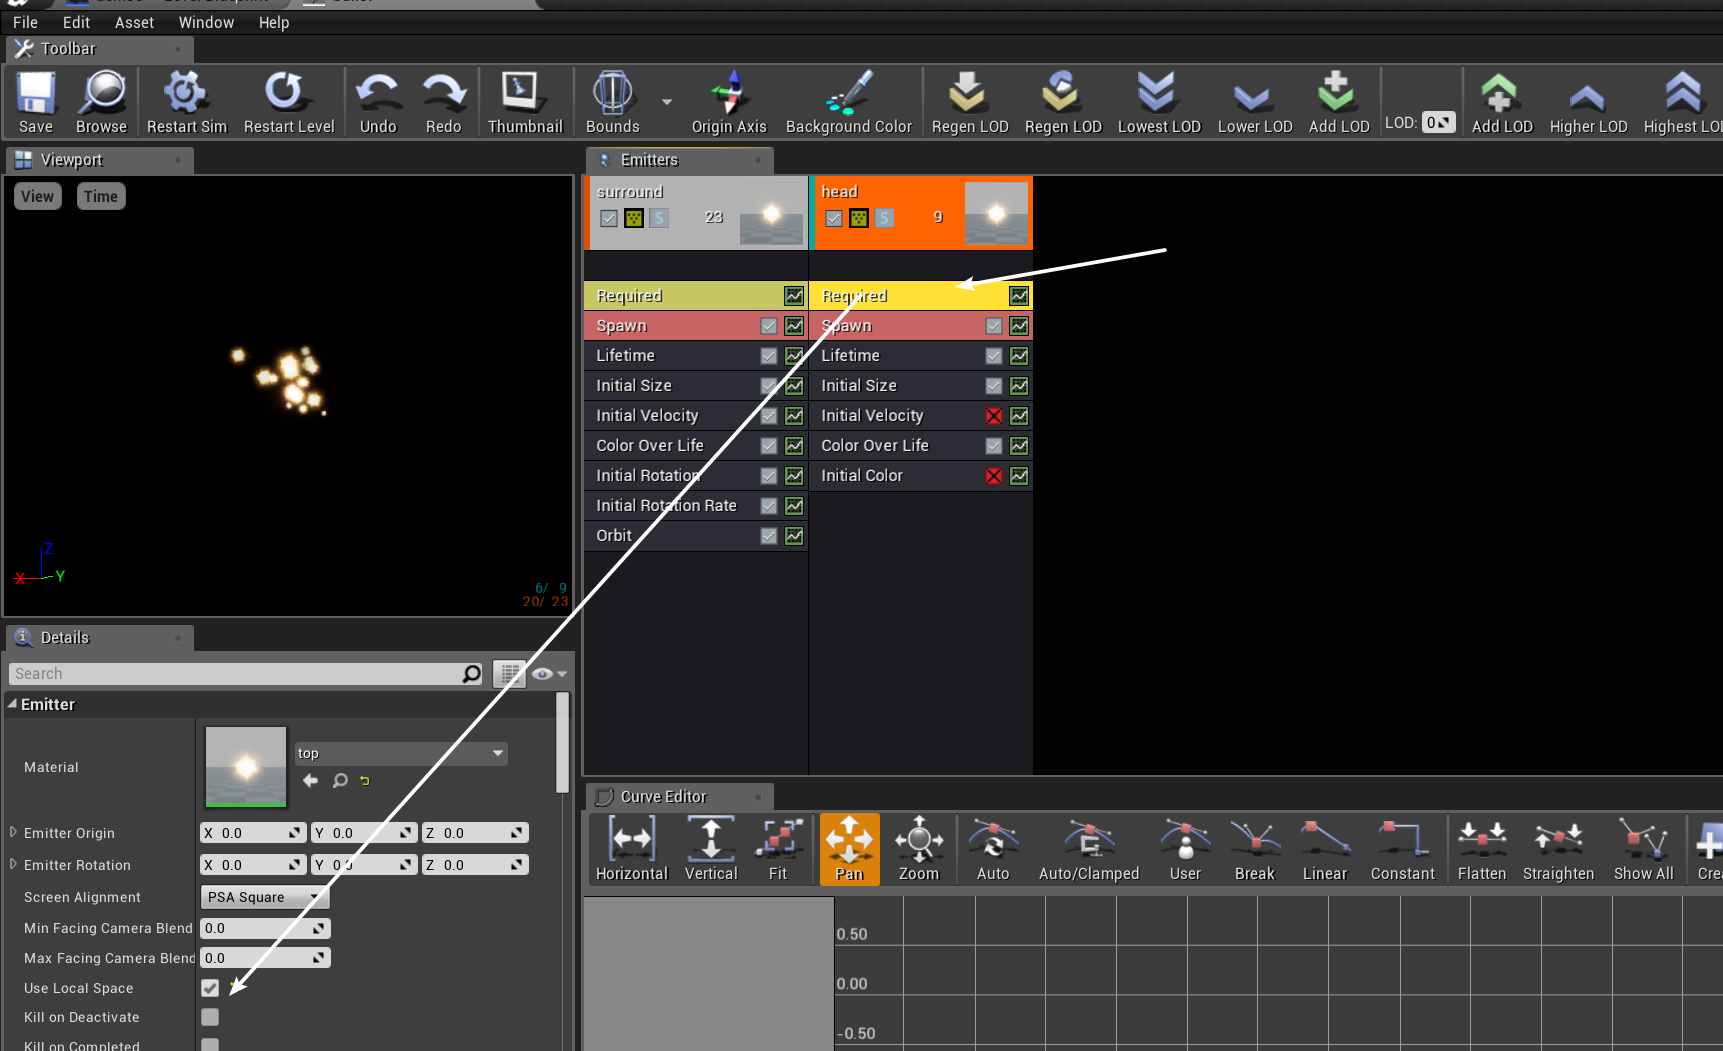 File Edit Asset Window Help
Toolbar
Save Browse Restart Sim Restart Level Undo Redo Thumbnail Bounds Origin Axis Background Color Regen LOD Regen LOD Lowest LOD Lower LOD Add LOD LOD: 0 Add LOD Higher LOD Highest LOD
Viewport
View Time
Z
X Y
6/ 9
20/ 23
Emitters
surround
S 23
head
S 9
Required
Spawn
Lifetime
Initial Size
Initial Velocity
Color Over Life
Initial Rotation
Initial Rotation Rate
Orbit
Required
Spawn
Lifetime
Initial Size
Initial Velocity
Color Over Life
Initial Color
Details
Search
Emitter
Material top
Emitter Origin X 0.0 Y 0.0 Z 0.0
Emitter Rotation X 0.0 Y 0.0 Z 0.0
Screen Alignment PSA Square
Min Facing Camera Blend 0.0
Max Facing Camera Blend 0.0
Use Local Space
Kill on Deactivate
Kill on Completed
Curve Editor
Horizontal Vertical Fit Pan Zoom Auto Auto/Clamped User Break Linear Constant Flatten Straighten Show All Crea
0.50
0.00
-0.50